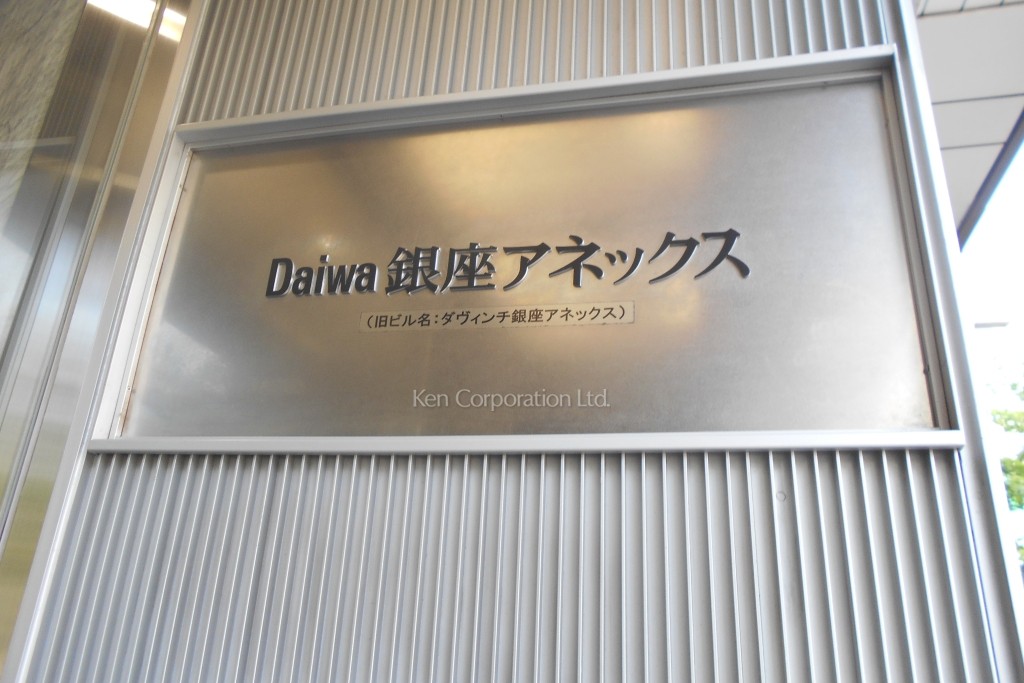 Daiwa 銀座アネックス
(旧ビル名:ダヴィンチ銀座アネックス)
Ken Corporation Ltd.